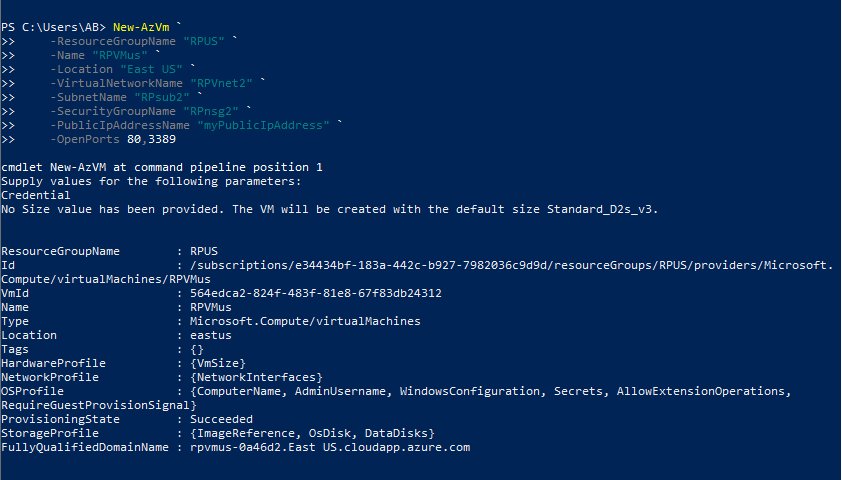 PS C:\Users\AB> New-AzVm `
>>     -ResourceGroupName "RPUS" `
>>     -Name "RPVMus" `
>>     -Location "East US" `
>>     -VirtualNetworkName "RPVnet2" `
>>     -SubnetName "RPsub2" `
>>     -SecurityGroupName "RPnsg2" `
>>     -PublicIpAddressName "myPublicIpAddress" `
>>     -OpenPorts 80,3389
cmdlet New-AzVM at command pipeline position 1
Supply values for the following parameters:
Credential
No Size value has been provided. The VM will be created with the default size Standard_D2s_v3.
ResourceGroupName        : RPUS
Id                       : /subscriptions/e34434bf-183a-442c-b927-7982036c9d9d/resourceGroups/RPUS/providers/Microsoft.
Compute/virtualMachines/RPVMus
VmId                     : 564edca2-824f-483f-81e8-67f83db24312
Name                     : RPVMus
Type                     : Microsoft.Compute/virtualMachines
Location                 : eastus
Tags                     : {}
HardwareProfile          : {VmSize}
NetworkProfile           : {NetworkInterfaces}
OSProfile                : {ComputerName, AdminUsername, WindowsConfiguration, Secrets, AllowExtensionOperations,
RequireGuestProvisionSignal}
ProvisioningState        : Succeeded
StorageProfile           : {ImageReference, OsDisk, DataDisks}
FullyQualifiedDomainName : rpvmus-0a46d2.East US.cloudapp.azure.com